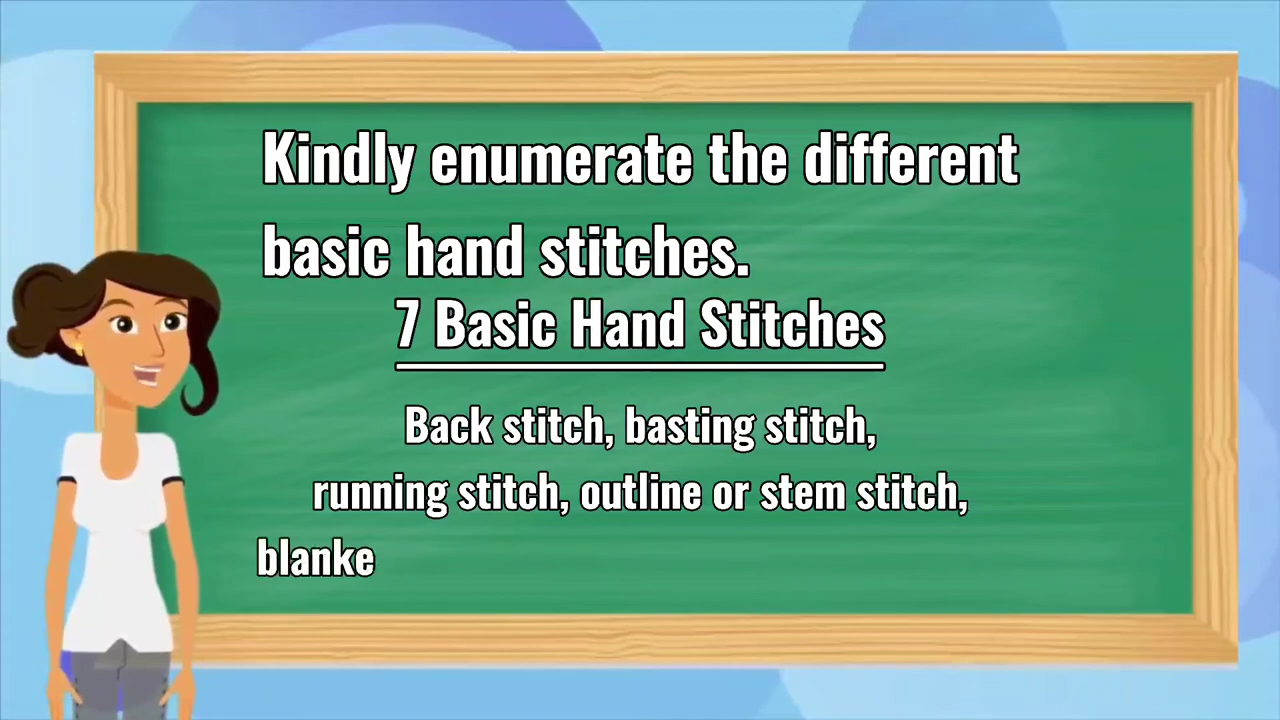 Kindly enumerate the different
basic hand stitches.
7 Basic Hand Stitches
Back stitch, basting stitch,
running stitch, outline or stem stitch,
blanke